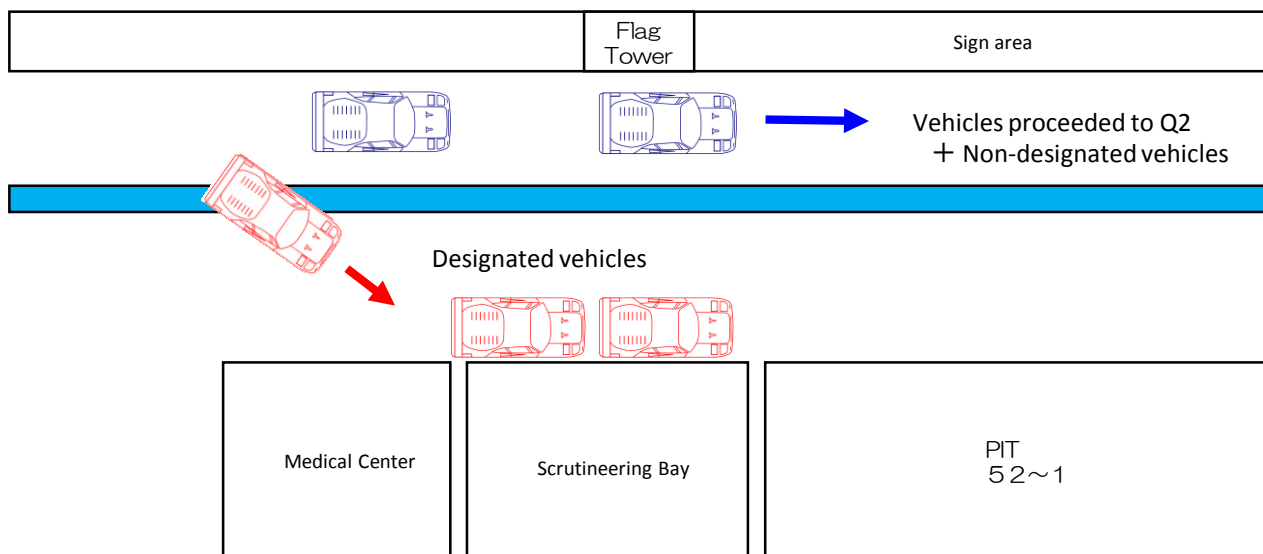 Flag
Tower
Sign area
Vehicles proceeded to Q2
＋ Non-designated vehicles
Designated vehicles
Medical Center
Scrutineering Bay
PIT
５２～１